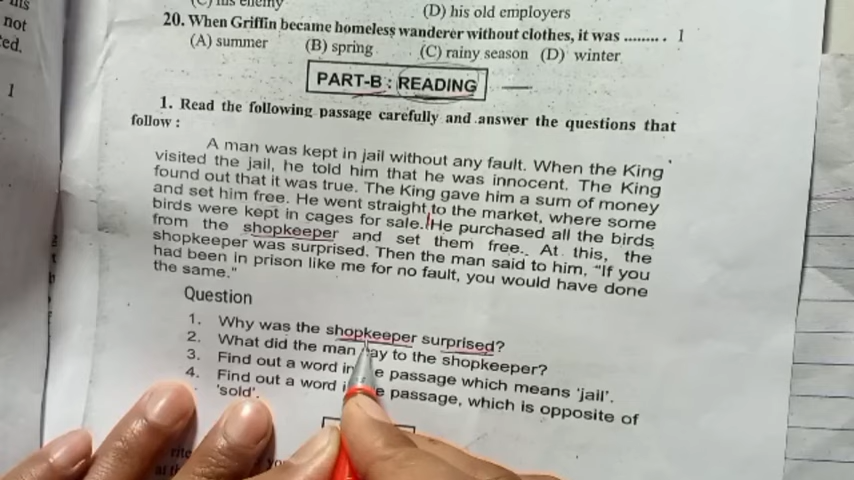 not
ed.
1
(D) his old employers
20. When Griffin became homeless wanderer without clothes, it was ......... 1
(A) summer (B) spring (C) rainy season (D) winter
PART-B : READING
1. Read the following passage carefully and answer the questions that
follow :
A man was kept in jail without any fault. When the King
visited the jail, he told him that he was innocent. The King
found out that it was true. The King gave him a sum of money
and set him free. He went straight to the market, where some
birds were kept in cages for sale. He purchased all the birds
from the shopkeeper and set them free. At this, the
shopkeeper was surprised. Then the man said to him, "If you
had been in prison like me for no fault, you would have done
the same."
Question
1. Why was the shopkeeper surprised?
2. What did the man say to the shopkeeper?
3. Find out a word in passage which means 'jail'.
4. Find out a word passage, which is opposite of
'sold'.